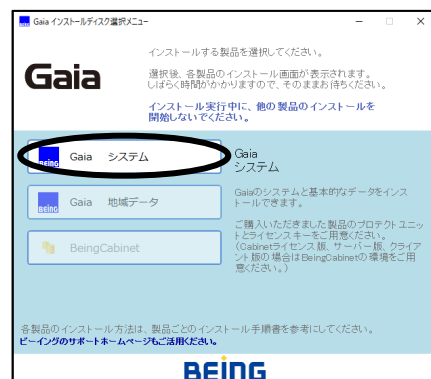 Gaia インストールディスク選択メニュー
インストールする製品を選択してください。
Gaia
選択後、各製品のインストール画面が表示されます。
しばらく時間がかかりますので、そのままお待ちください。
インストール実行中に、他の製品のインストールを
開始しないでください。
BEING
Gaia システム
Gaia
システム
BEING
Gaia 地域データ
Gaiaのシステムと基本的なデータをインス
トールできます。
ご購入いただきました製品のプロテクトユニッ
トとライセンスキーをご用意ください。
(Cabinetライセンス版、サーバー版、クライア
ント版の場合はBeingCabinetの環境をご用
意ください。)
BeingCabinet
各製品のインストール方法は、製品ごとのインストール手順書を参考にしてください。
ビーイングのサポートホームページもご活用ください。
BEING